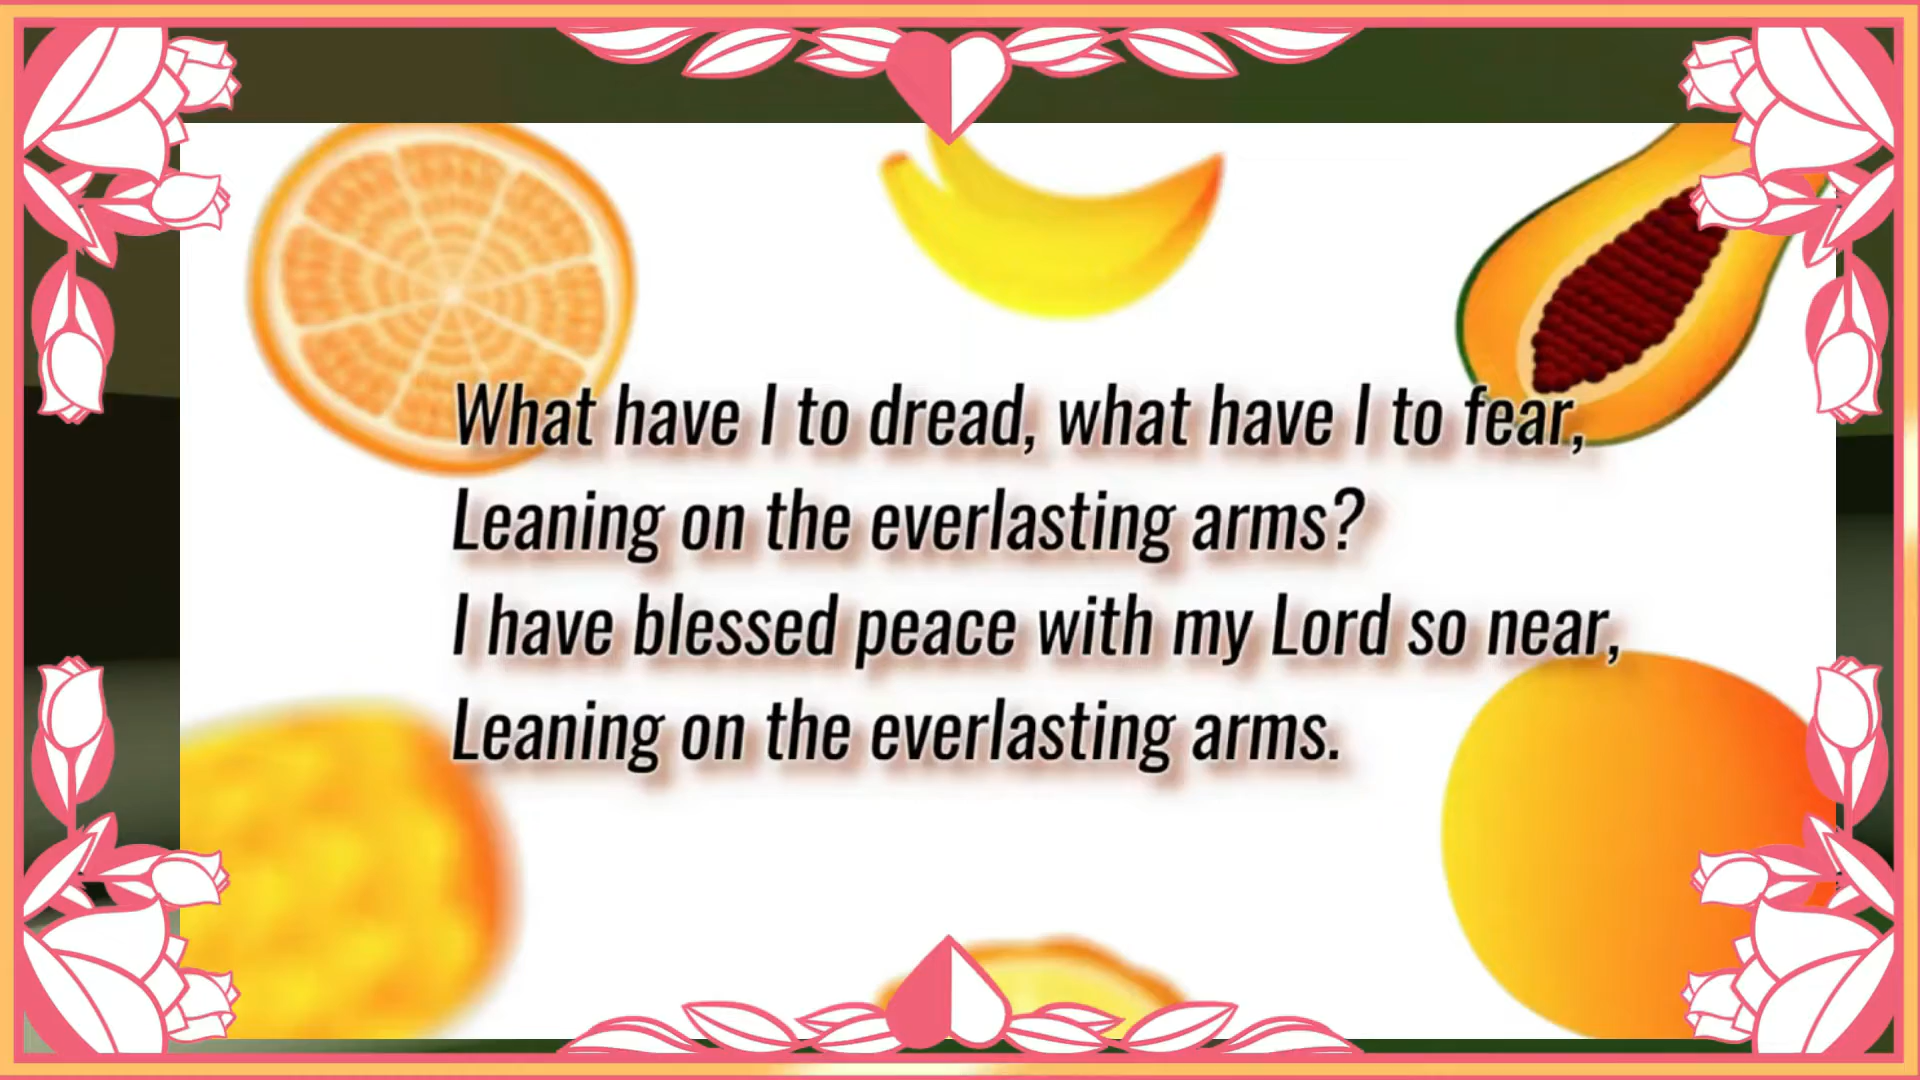 What have I to dread, what have I to fear,
Leaning on the everlasting arms?
I have blessed peace with my Lord so near,
Leaning on the everlasting arms.